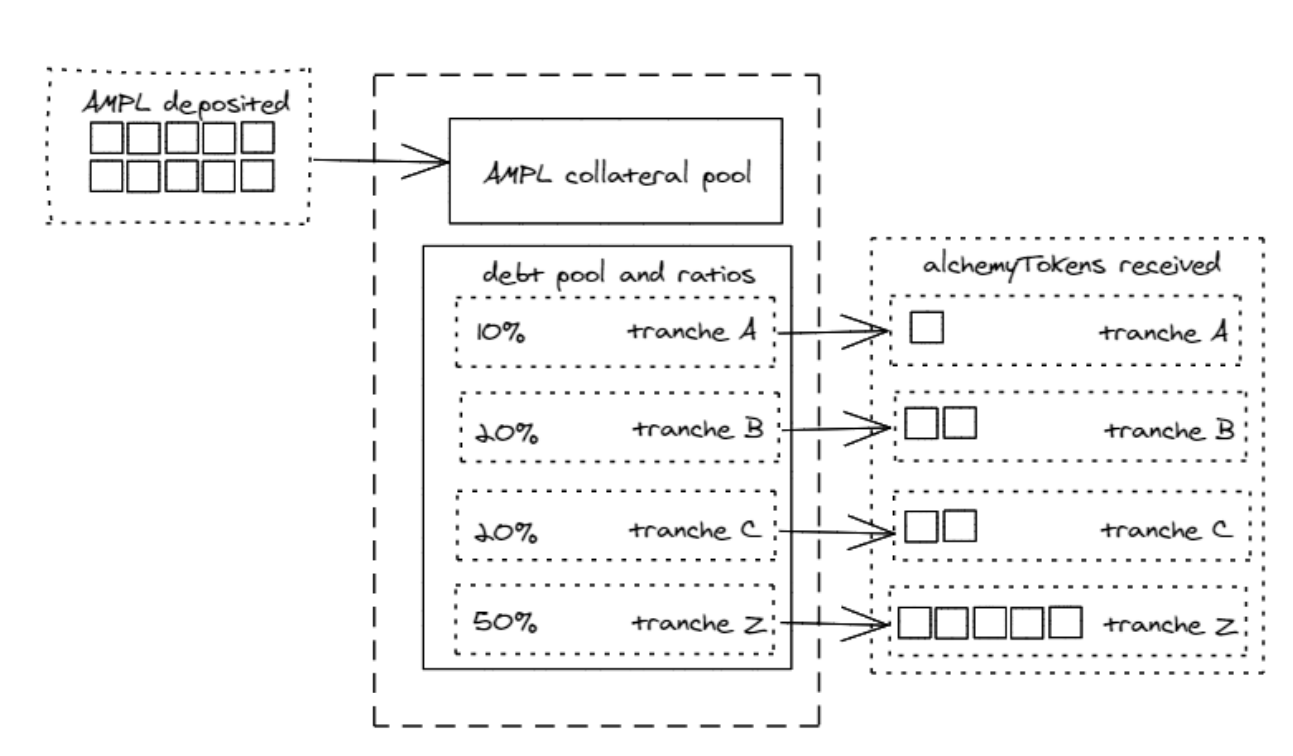 AMPL deposited
AMPL collateral pool
debt pool and ratios
10% tranche A
20% tranche B
20% tranche C
50% tranche Z
alchemyTokens received
tranche A
tranche B
tranche C
tranche Z